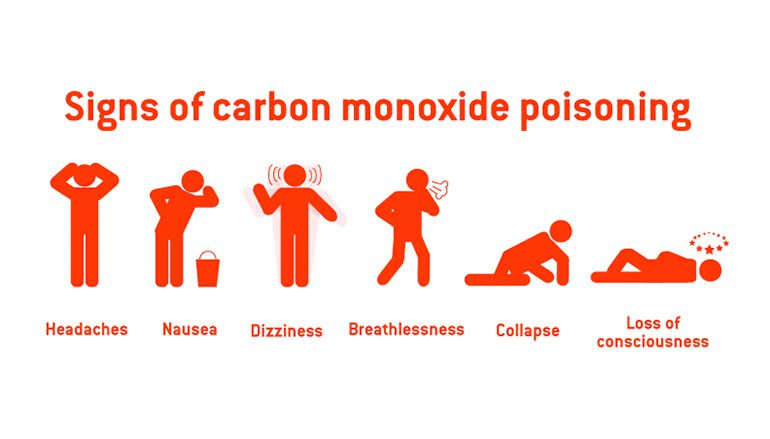 Signs of carbon monoxide poisoning
Headaches
Nausea
Dizziness
Breathlessness
Collapse
Loss of
consciousness